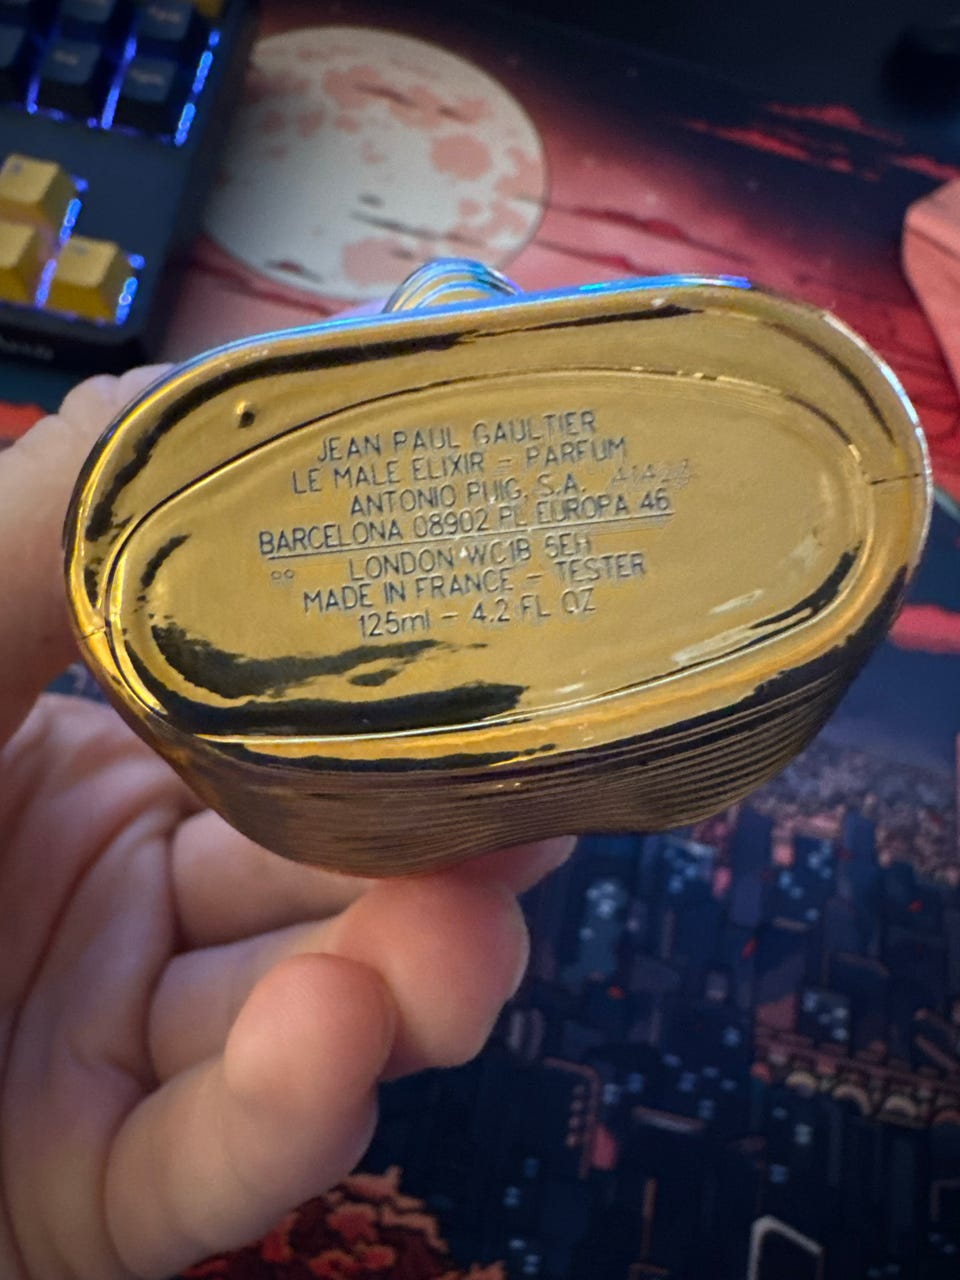 JEAN PAUL GAULTIER
LE MALE ELIXIR - PARFUM
ANTONIO PUIG, S.A.
BARCELONA 08902 PL EUROPA 46
LONDON WC1B 5EH
MADE IN FRANCE - TESTER
125ml - 4.2 FL OZ